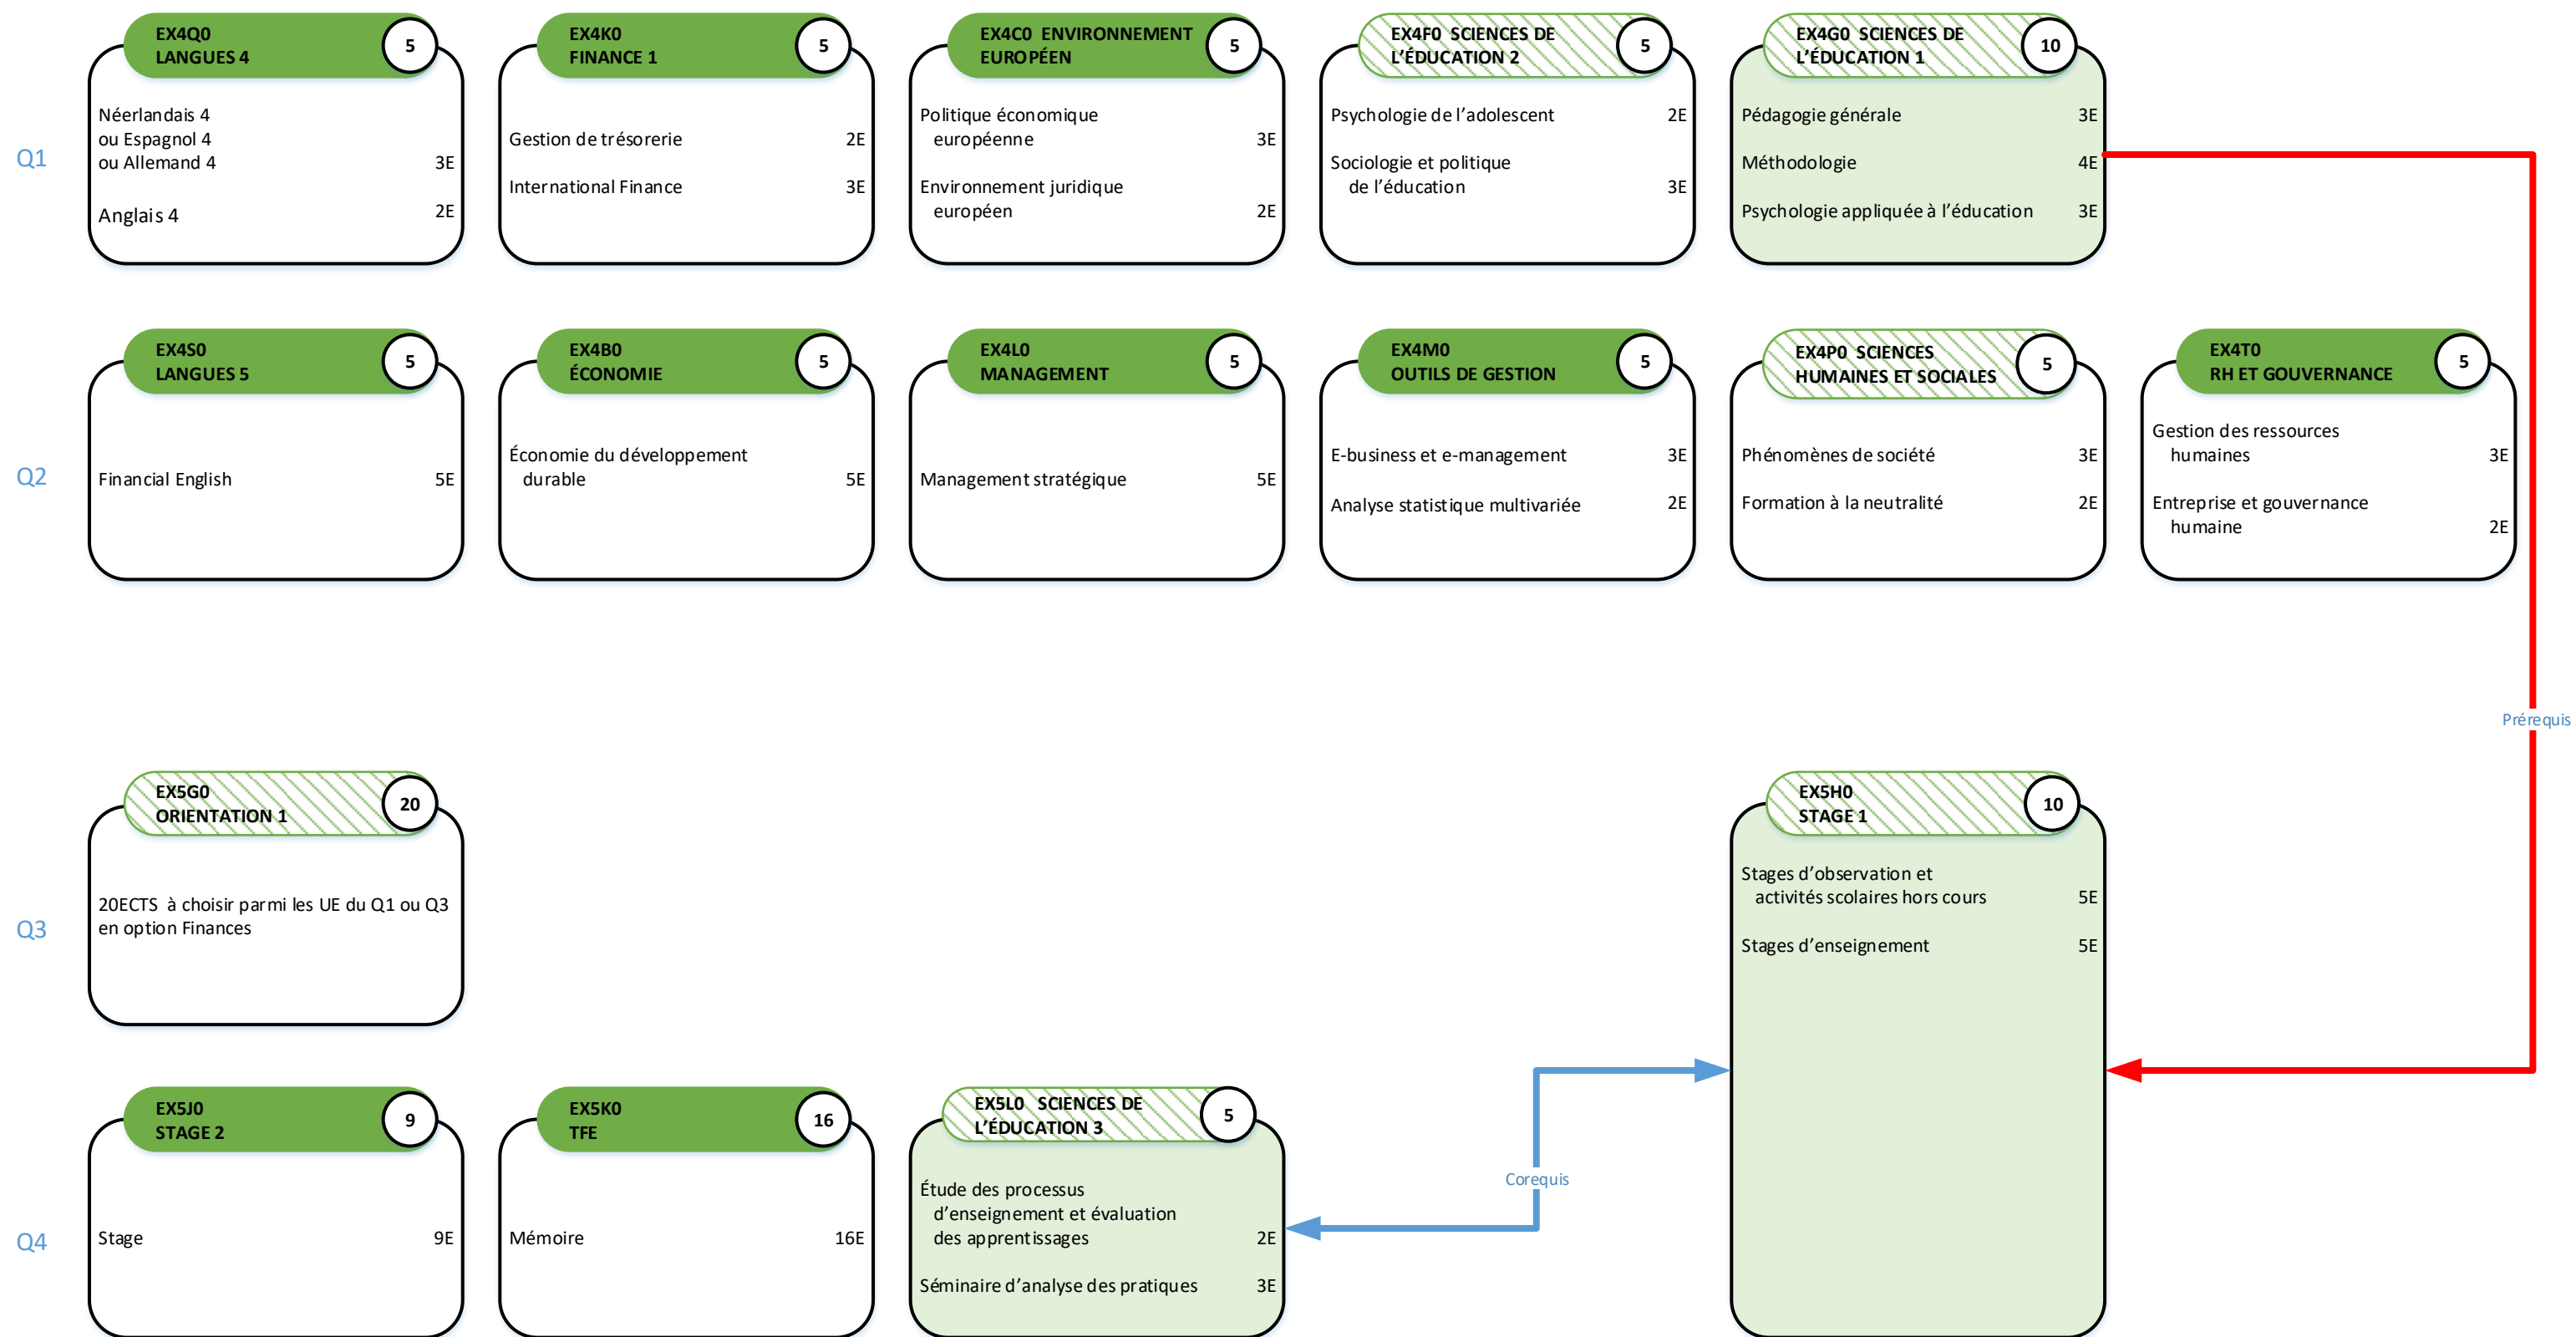 Q1
EX4Q0
LANGUES 4
5
Néerlandais 4
ou Espagnol 4
ou Allemand 4 3E
Anglais 4 2E
EX4K0
FINANCE 1
5
Gestion de trésorerie 2E
International Finance 3E
EX4C0 ENVIRONNEMENT
EUROPÉEN
5
Politique économique
européenne 3E
Environnement juridique
européen 2E
EX4F0 SCIENCES DE
L'ÉDUCATION 2
5
Psychologie de l'adolescent 2E
Sociologie et politique
de l'éducation 3E
EX4G0 SCIENCES DE
L'ÉDUCATION 1
10
Pédagogie générale 3E
Méthodologie 4E
Psychologie appliquée à l'éducation 3E
Q2
EX4S0
LANGUES 5
5
Financial English 5E
EX4B0
ÉCONOMIE
5
Économie du développement
durable 5E
EX4L0
MANAGEMENT
5
Management stratégique 5E
EX4M0
OUTILS DE GESTION
5
E-business et e-management 3E
Analyse statistique multivariée 2E
EX4P0 SCIENCES
HUMAINES ET SOCIALES
5
Phénomènes de société 3E
Formation à la neutralité 2E
EX4T0
RH ET GOUVERNANCE
5
Gestion des ressources
humaines 3E
Entreprise et gouvernance
humaine 2E
Prérequis
Q3
EX5G0
ORIENTATION 1
20
20ECTS à choisir parmi les UE du Q1 ou Q3
en option Finances
EX5H0
STAGE 1
10
Stages d'observation et
activités scolaires hors cours 5E
Stages d'enseignement 5E
Q4
EX5J0
STAGE 2
9
Stage 9E
EX5K0
TFE
16
Mémoire 16E
EX5L0 SCIENCES DE
L'ÉDUCATION 3
5
Étude des processus
d'enseignement et évaluation
des apprentissages 2E
Séminaire d'analyse des pratiques 3E
Corequis